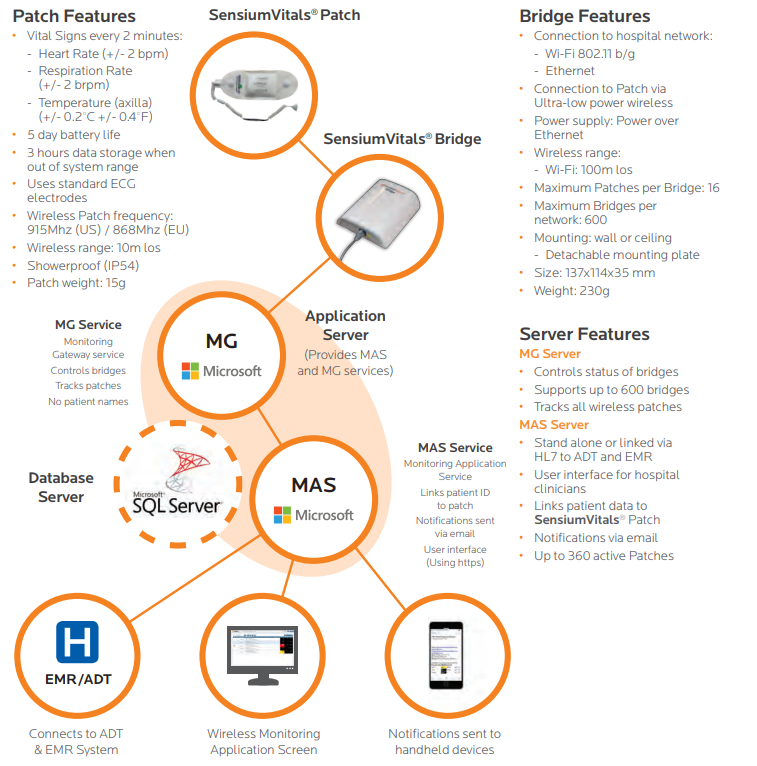 Patch Features
• Vital Signs every 2 minutes:
- Heart Rate (+/- 2 bpm)
- Respiration Rate
(+/- 2 brpm)
- Temperature (axilla)
(+/- 0.2°C +/- 0.4°F)
• 5 day battery life
• 3 hours data storage when
out of system range
• Uses standard ECG
electrodes
• Wireless Patch frequency:
915Mhz (US) / 868Mhz (EU)
• Wireless range: 10m los
• Showerproof (IP54)
• Patch weight: 15g
SensiumVitals® Patch
SensiumVitals® Bridge
Bridge Features
• Connection to hospital network:
- Wi-Fi 802.11 b/g
- Ethernet
• Connection to Patch via
Ultra-low power wireless
• Power supply: Power over
Ethernet
• Wireless range:
- Wi-Fi: 100m los
• Maximum Patches per Bridge: 16
• Maximum Bridges per
network: 600
• Mounting: wall or ceiling
- Detachable mounting plate
• Size: 137x114x35 mm
• Weight: 230g
MG Service
Monitoring
Gateway service
Controls bridges
Tracks patches
No patient names
MG
Microsoft
Application
Server
(Provides MAS
and MG services)
Server Features
MG Server
• Controls status of bridges
• Supports up to 600 bridges
• Tracks all wireless patches
MAS Server
• Stand alone or linked via
HL7 to ADT and EMR
• User interface for hospital
clinicians
• Links patient data to
SensiumVitals® Patch
• Notifications via email
• Up to 360 active Patches
Database
Server
Microsoft®
SQL Server
MAS
Microsoft
MAS Service
Monitoring Application
Service
Links patient ID
to patch
Notifications sent
via email
User interface
(Using https)
H
EMR/ADT
Connects to ADT
& EMR System
Wireless Monitoring
Application Screen
Notifications sent to
handheld devices